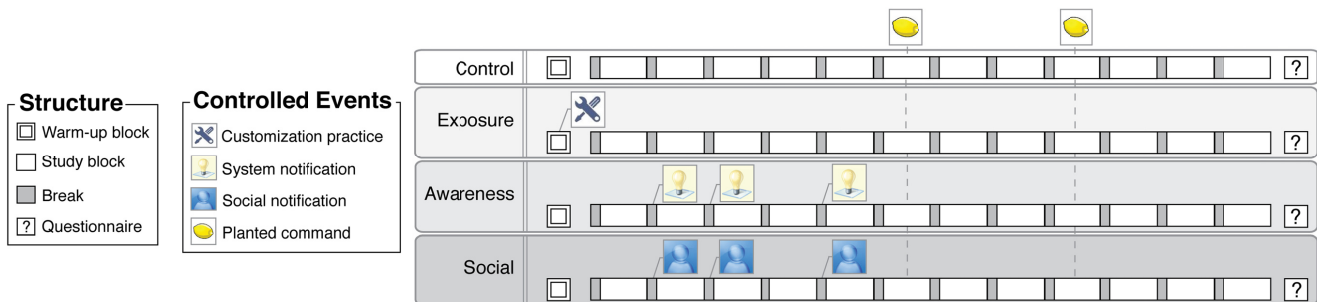 Structure
Warm-up block
Study block
Break
? Questionnaire
Controlled Events
Customization practice
System notification
Social notification
Planted command
Control
?
Exposure
?
Awareness
?
Social
?